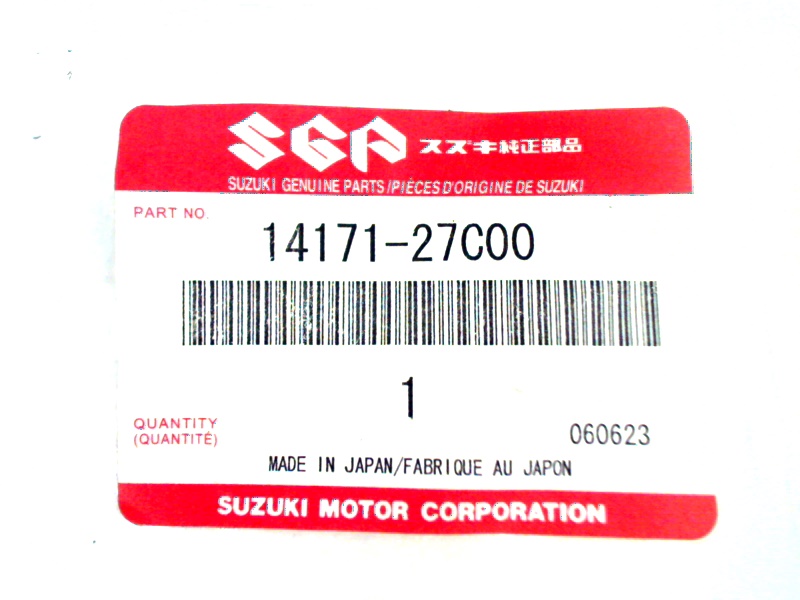 SGP スズキ純正部品
SUZUKI GENUINE PARTS/PIÈCES D'ORIGINE DE SUZUKI
PART NO.
14171-27C00
1
QUANTITY
(QUANTITÉ)
060623
MADE IN JAPAN/FABRIQUE AU JAPON
SUZUKI MOTOR CORPORATION